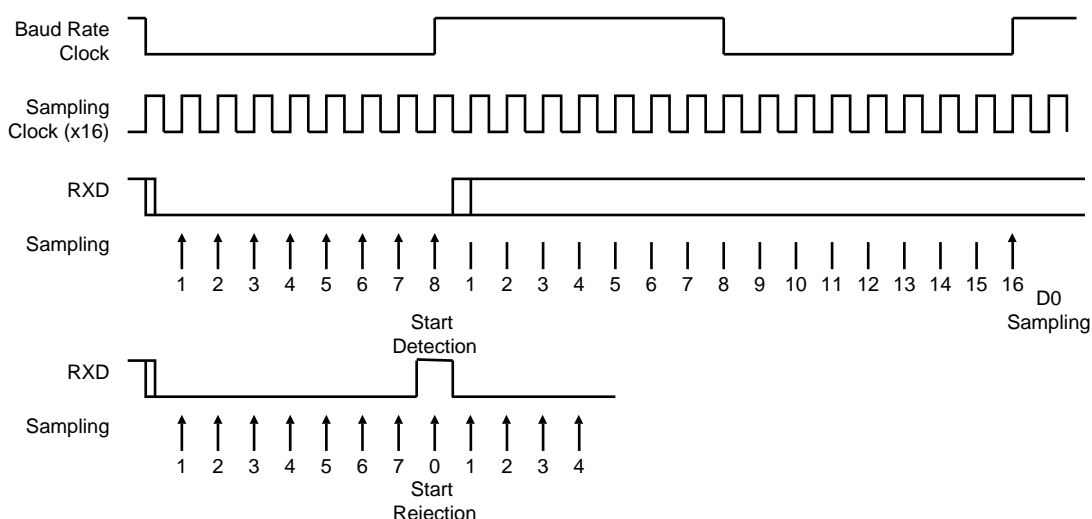 Baud Rate
Clock
Sampling
Clock (x16)
RXD
Sampling
1 2 3 4 5 6 7 8 1 2 3 4 5 6 7 8 9 10 11 12 13 14 15 16
D0
Sampling
Start
Detection
RXD
Sampling
1 2 3 4 5 6 7 0 1 2 3 4
Start
Rejection